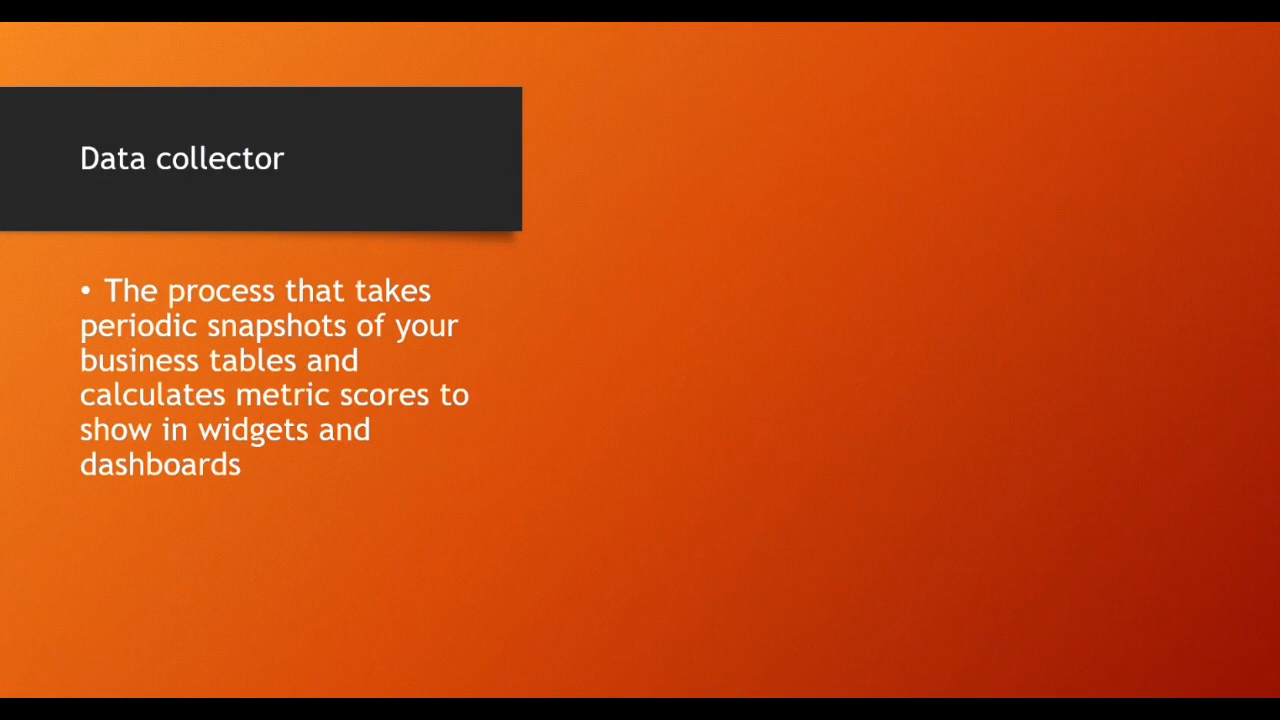 Data collector
• The process that takes
periodic snapshots of your
business tables and
calculates metric scores to
show in widgets and
dashboards